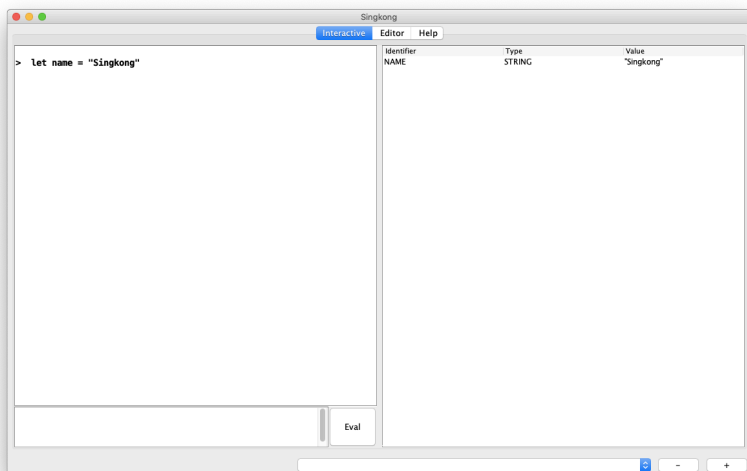 Singkong
Interactive Editor Help
> let name = "Singkong"
Identifier Type Value
NAME STRING "Singkong"
Eval
- +